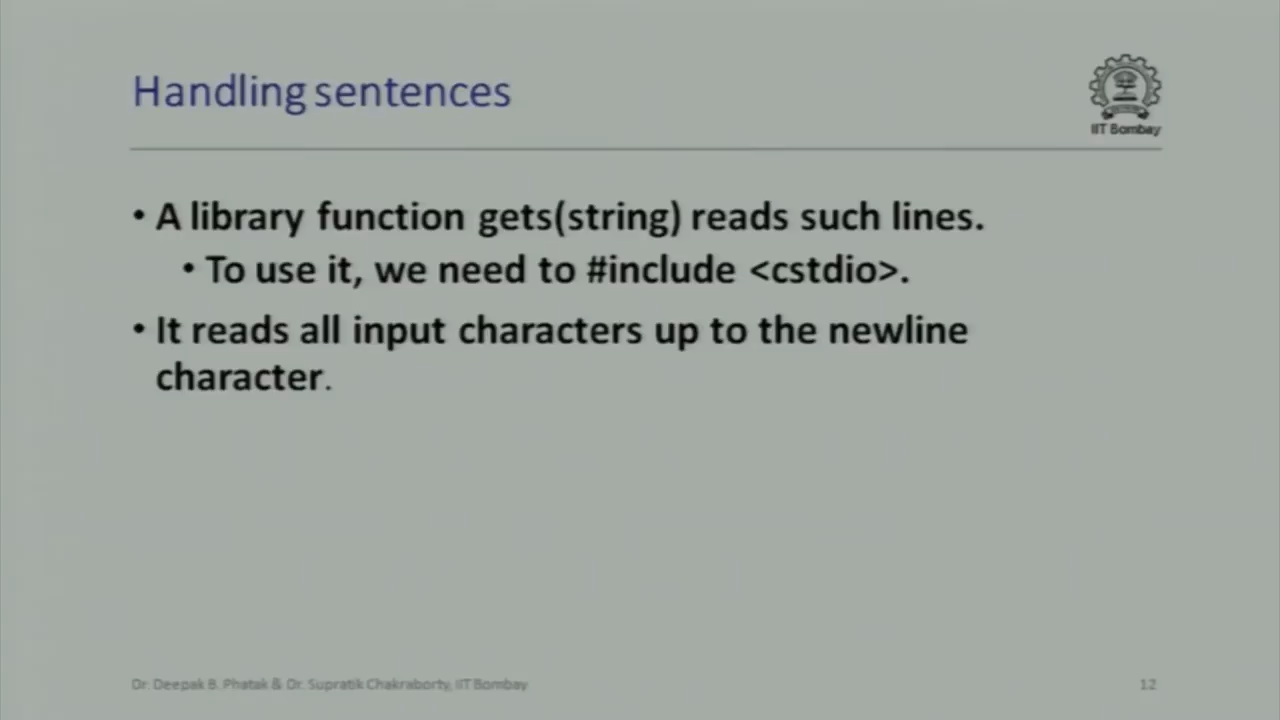 Handling sentences
IIT Bombay
• A library function gets(string) reads such lines.
• To use it, we need to #include <cstdio>.
• It reads all input characters up to the newline
character.
Dr. Deepak B. Phatak & Dr. Supratik Chakraborty, IIT Bombay
12